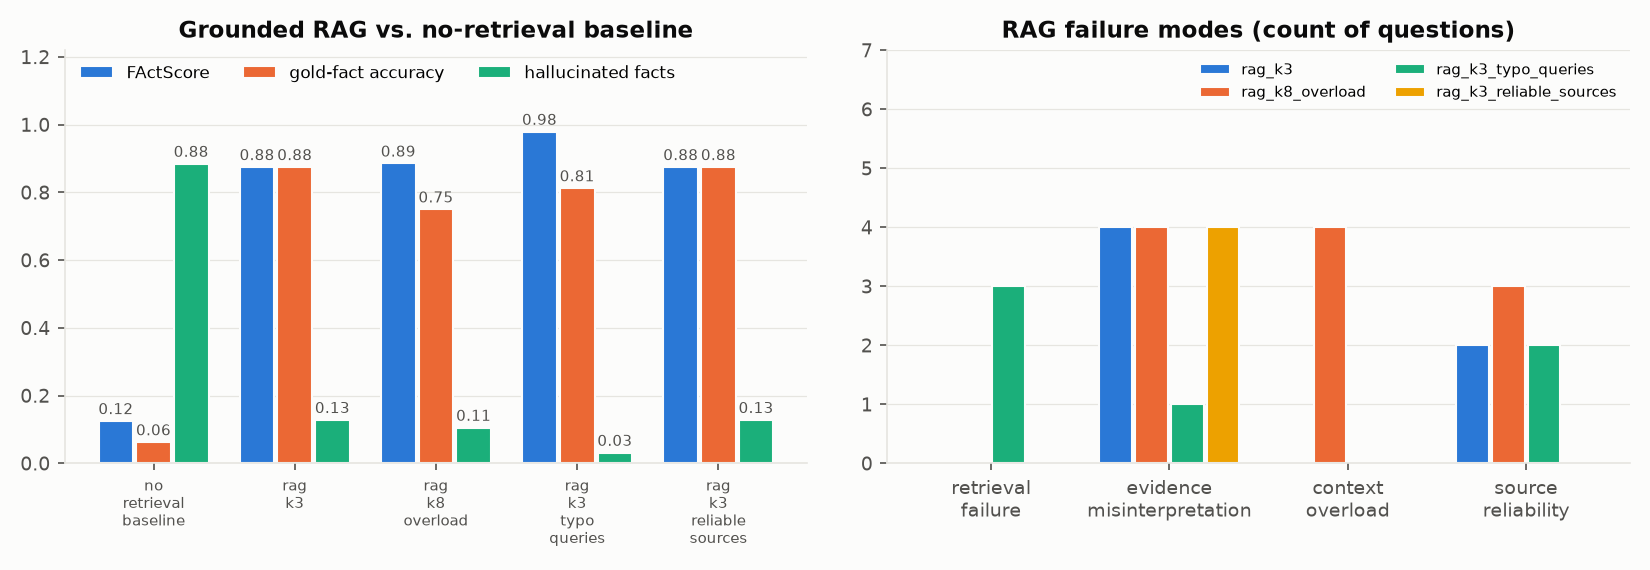 Grounded RAG vs. no-retrieval baseline
FActScore
gold-fact accuracy
hallucinated facts
1.2
1.0
0.8
0.6
0.4
0.2
0.0
0.12
0.06
0.88
0.88
0.88
0.13
0.89
0.75
0.11
0.98
0.81
0.03
0.88
0.88
0.13
no
retrieval
baseline
rag
k3
rag
k8
overload
rag
k3
typo
queries
rag
k3
reliable
sources
RAG failure modes (count of questions)
rag_k3
rag_k8_overload
rag_k3_typo_queries
rag_k3_reliable_sources
7
6
5
4
3
2
1
0
retrieval
failure
evidence
misinterpretation
context
overload
source
reliability